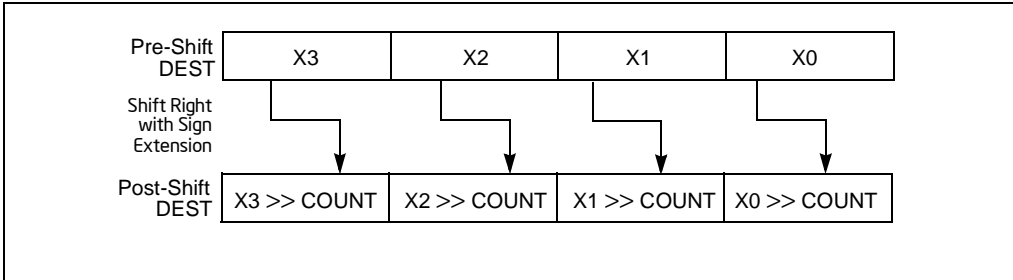 Pre-Shift
DEST
X3 X2 X1 X0
Shift Right
with Sign
Extension
Post-Shift
DEST
X3 >> COUNT X2 >> COUNT X1 >> COUNT X0 >> COUNT